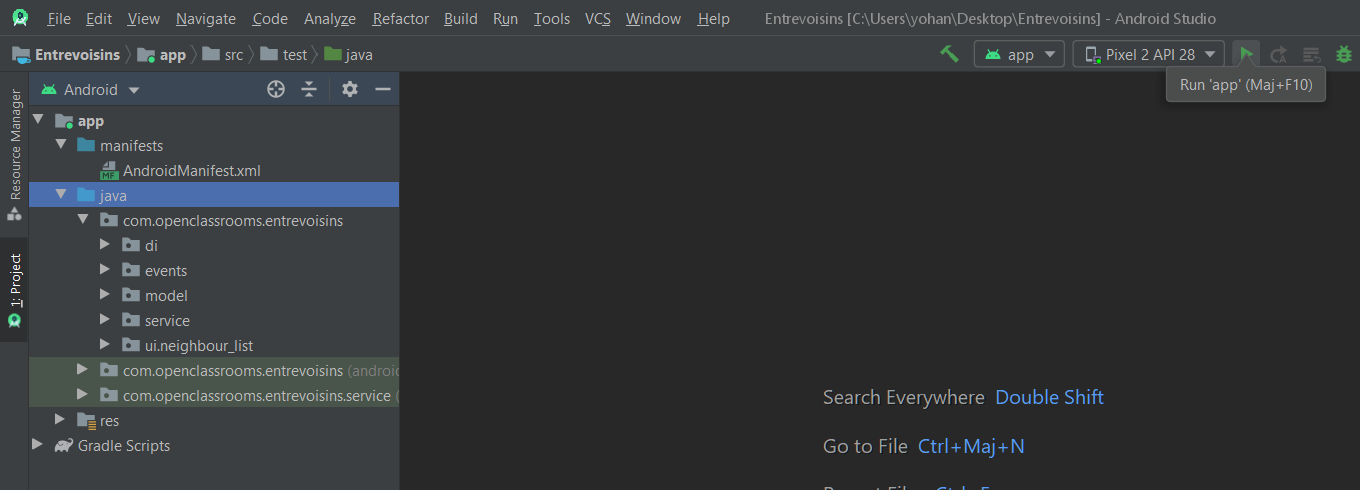 File Edit View Navigate Code Analyze Refactor Build Run Tools VCS Window Help Entrevoisins [C:\Users\yohan\Desktop\Entrevoisins] - Android Studio
Entrevoisins app src test java app Pixel 2 API 28
Run 'app' (Maj+F10)
Resource Manager
1: Project
Android
app
manifests
MF AndroidManifest.xml
java
com.openclassrooms.entrevoisins
di
events
model
service
ui.neighbour_list
com.openclassrooms.entrevoisins (androi
com.openclassrooms.entrevoisins.service (
res
Gradle Scripts
Search Everywhere Double Shift
Go to File Ctrl+Maj+N